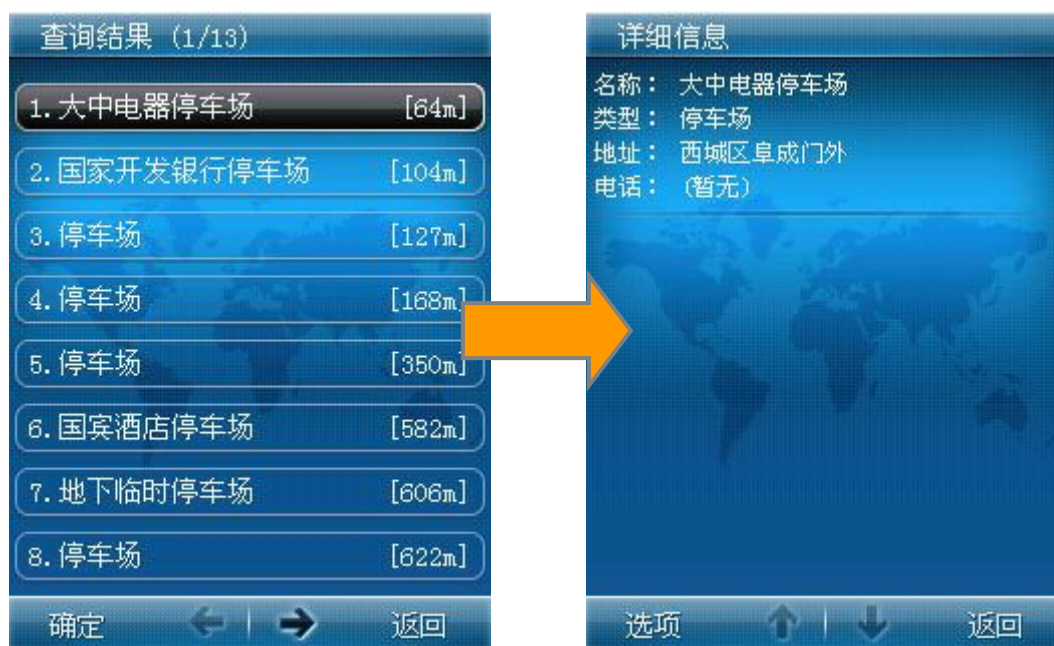 查询结果 (1/13)
1.大中电器停车场 [64m]
2.国家开发银行停车场 [104m]
3.停车场 [127m]
4.停车场 [168m]
5.停车场 [350m]
6.国宾酒店停车场 [582m]
7.地下临时停车场 [606m]
8.停车场 [622m]
确定 返回
详细信息
名称: 大中电器停车场
类型: 停车场
地址: 西城区阜成门外
电话: (暂无)
选项 返回